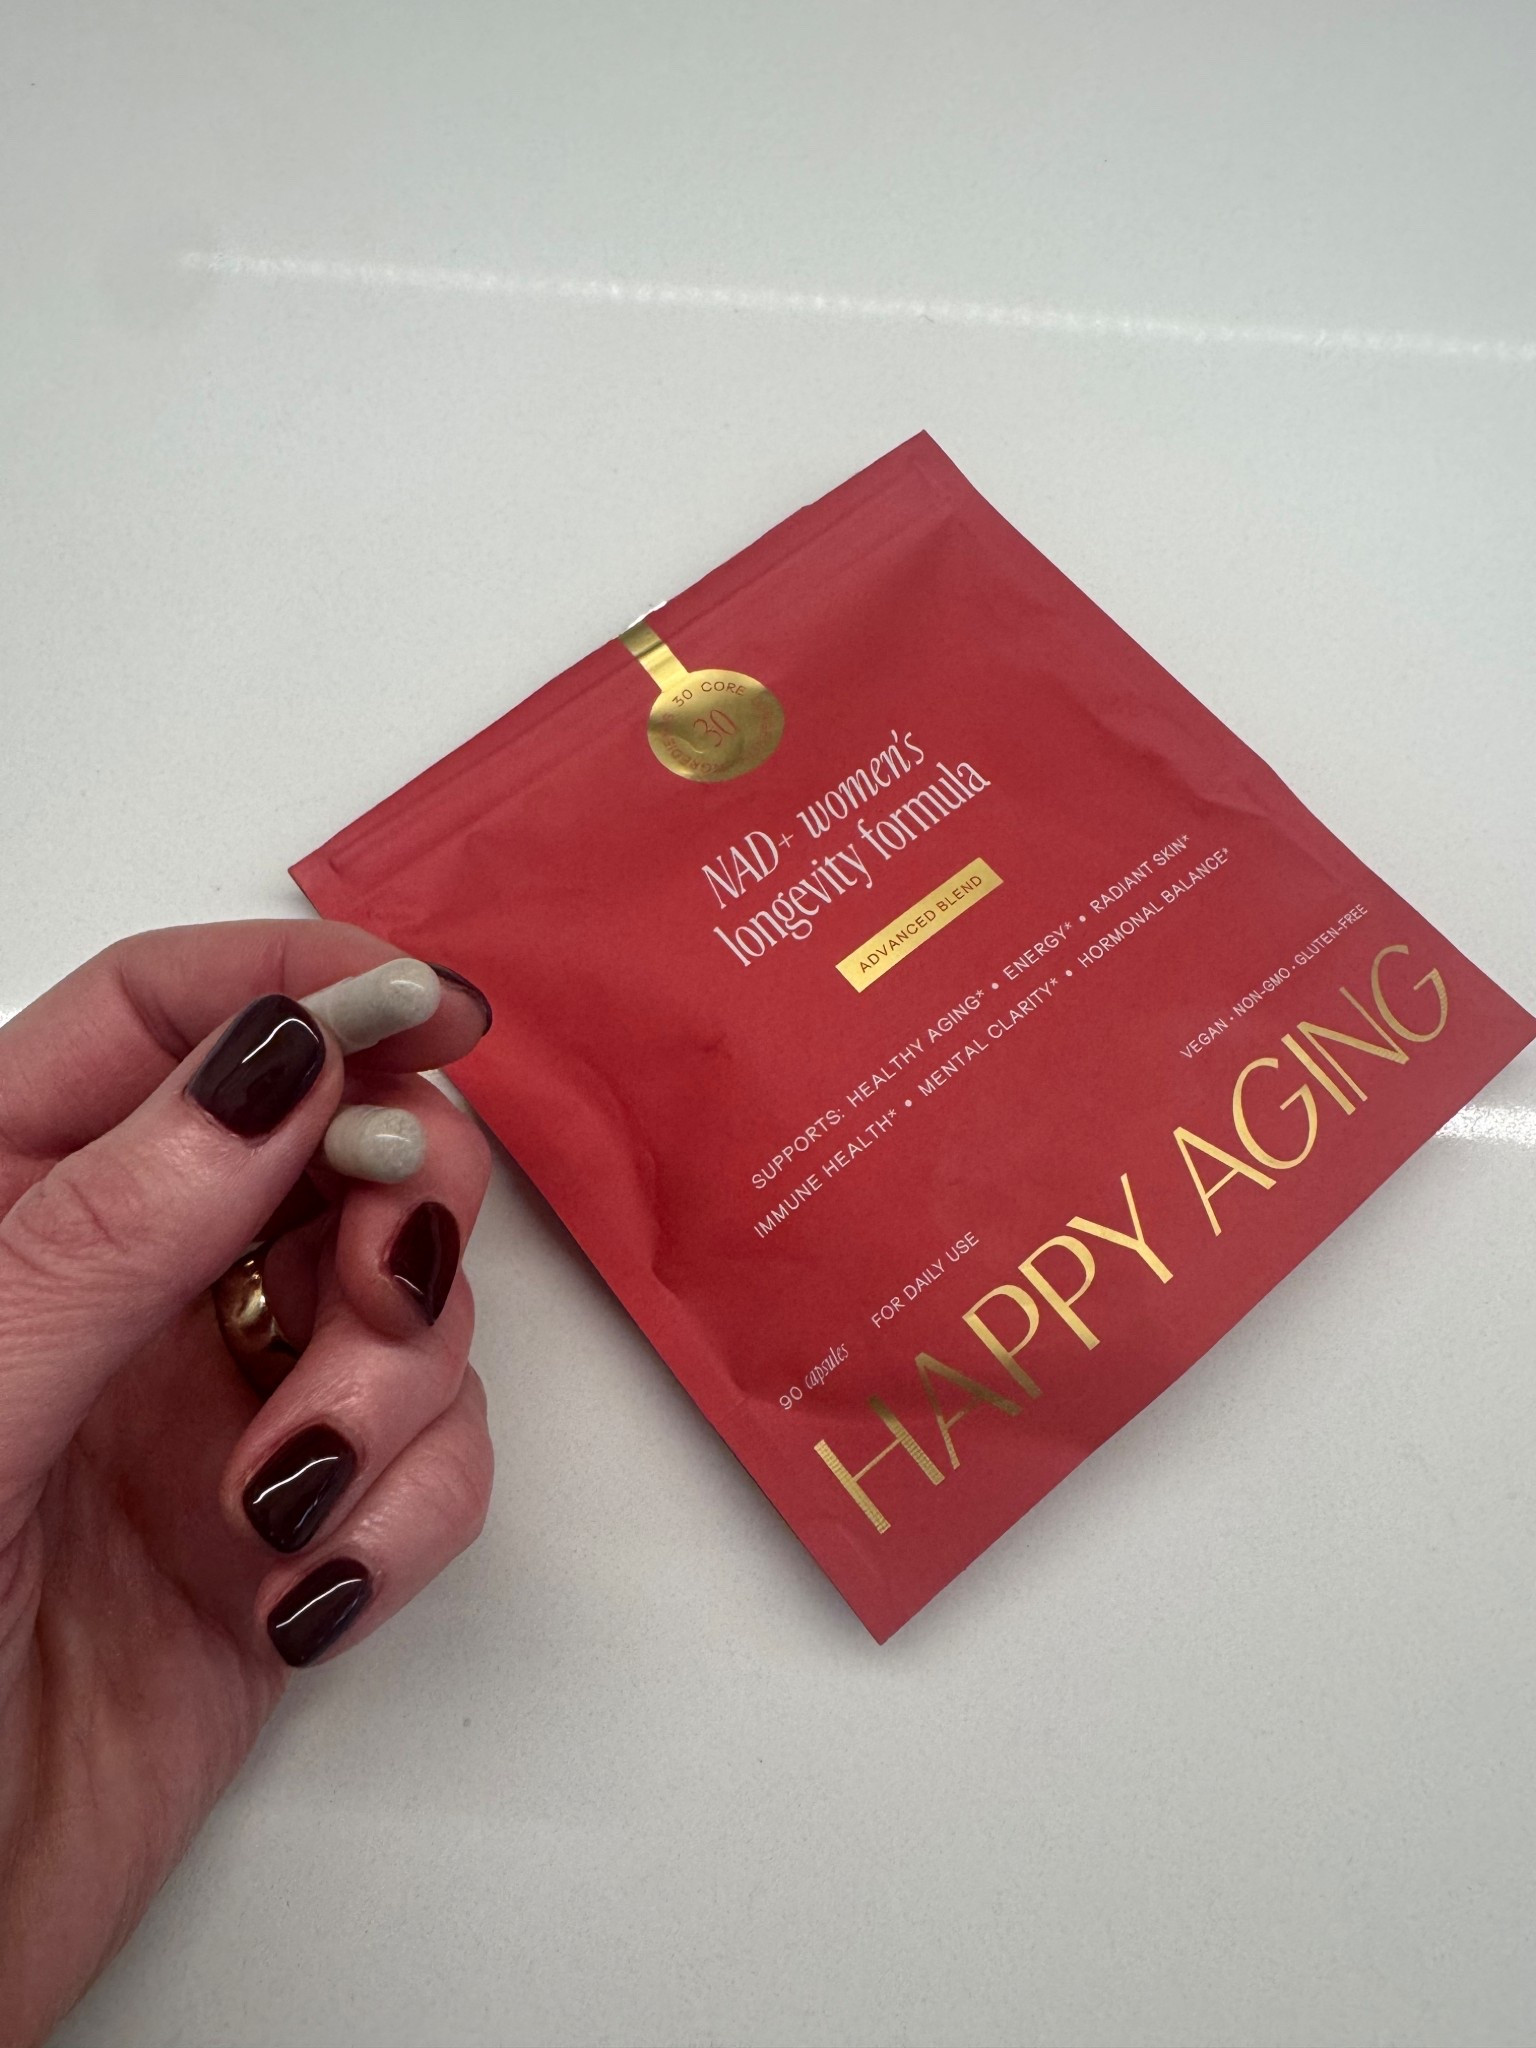 30 CORE INGREDIENTS
30
NAD+ women's
longevity formula
ADVANCED BLEND
SUPPORTS: HEALTHY AGING* • ENERGY* • RADIANT SKIN*
IMMUNE HEALTH* • MENTAL CLARITY* • HORMONAL BALANCE*
90 capsules
FOR DAILY USE
VEGAN • NON-GMO • GLUTEN-FREE
HAPPY AGING